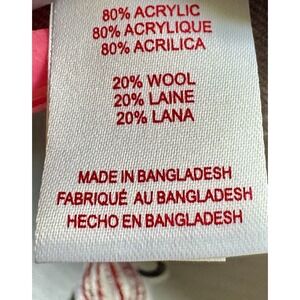 80% ACRYLIC
80% ACRYLIQUE
80% ACRILICA
20% WOOL
20% LAINE
20% LANA
MADE IN BANGLADESH
FABRIQUÉ AU BANGLADESH
HECHO EN BANGLADESH